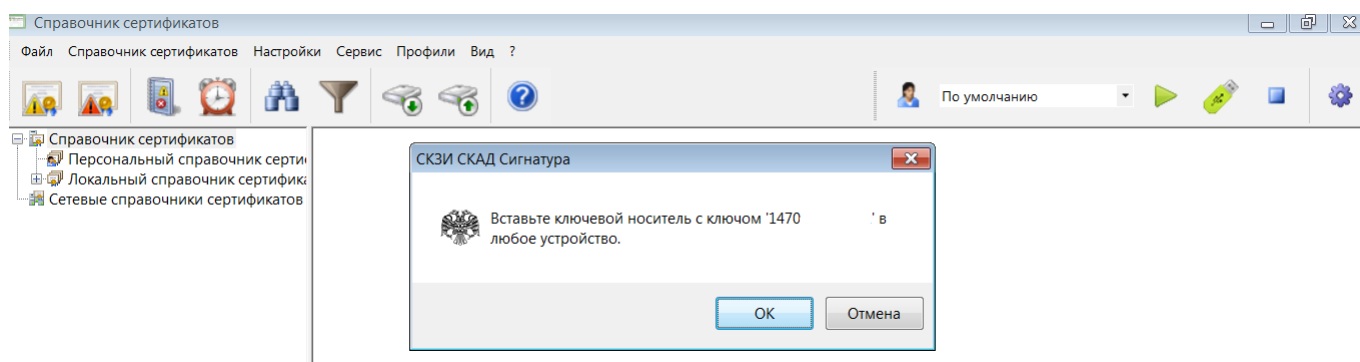 Справочник сертификатов
Файл Справочник сертификатов Настройки Сервис Профили Вид ?
По умолчанию
Справочник сертификатов
Персональный справочник серти
Локальный справочник сертифика
Сетевые справочники сертификатов
СКЗИ СКАД Сигнатура
Вставьте ключевой носитель с ключом '1470 ' в
любое устройство.
OK Отмена